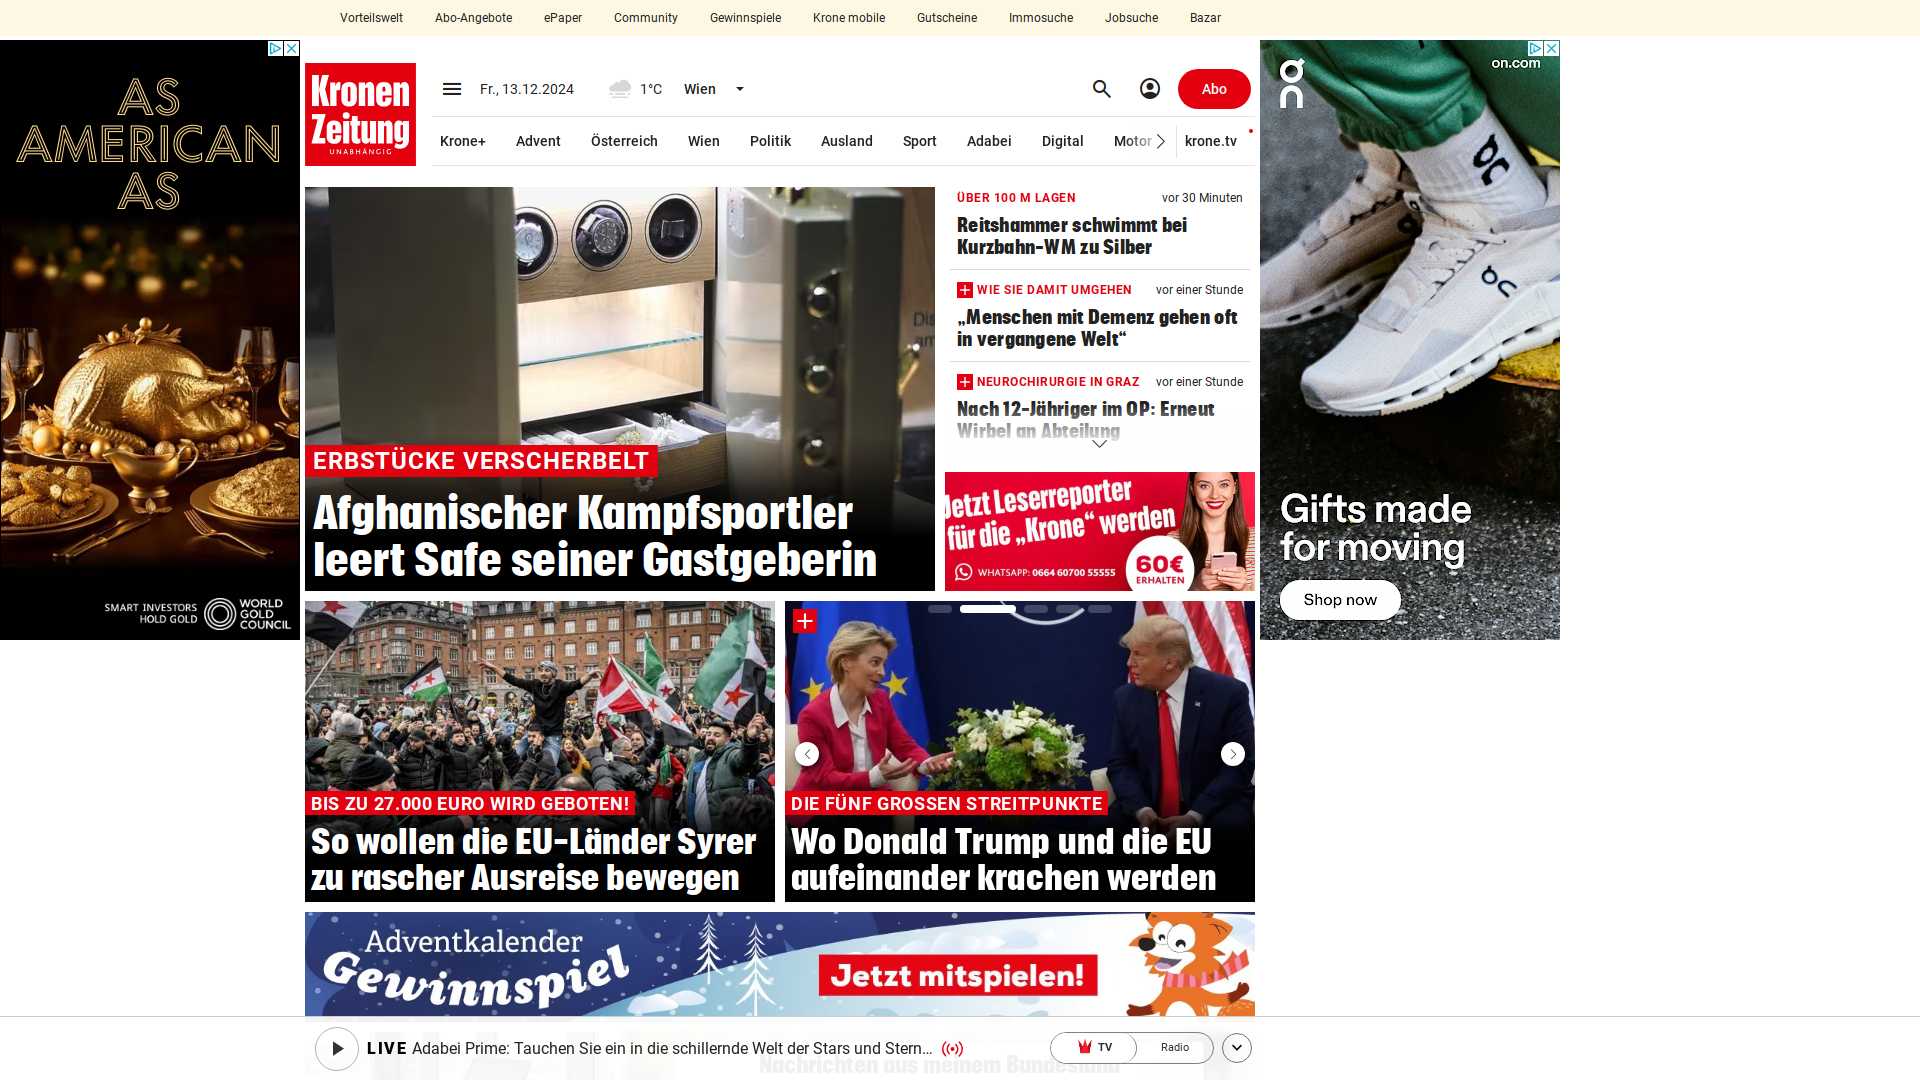 Vorteilswelt Abo-Angebote ePaper Community Gewinnspiele Krone mobile Gutscheine Immosuche Jobsuche Bazar
AS
AMERICAN
AS
SMART INVESTORS
HOLD GOLD
WORLD
GOLD
COUNCIL
Kronen
Zeitung
UNABHÄNGIG
Fr., 13.12.2024 1°C Wien Abo
Krone+ Advent Österreich Wien Politik Ausland Sport Adabei Digital Motor krone.tv
ERBSTÜCKE VERSCHERBELT
Afghanischer Kampfsportler
leert Safe seiner Gastgeberin
ÜBER 100 M LAGEN vor 30 Minuten
Reitshammer schwimmt bei
Kurzbahn-WM zu Silber
WIE SIE DAMIT UMGEHEN vor einer Stunde
„Menschen mit Demenz gehen oft
in vergangene Welt“
NEUROCHIRURGIE IN GRAZ vor einer Stunde
Nach 12-Jähriger im OP: Erneut
Wirbel an Abteilung
Jetzt Leserreporter
für die „Krone“ werden
WHATSAPP: 0664 60700 55555
60€
ERHALTEN
BIS ZU 27.000 EURO WIRD GEBOTEN!
So wollen die EU-Länder Syrer
zu rascher Ausreise bewegen
DIE FÜNF GROSSEN STREITPUNKTE
Wo Donald Trump und die EU
aufeinander krachen werden
on.com
Gifts made
for moving
Shop now
Adventkalender
Gewinnspiel
Jetzt mitspielen!
LIVE Adabei Prime: Tauchen Sie ein in die schillernde Welt der Stars und Stern... TV Radio
Nachrichten aus meinem Bundesland